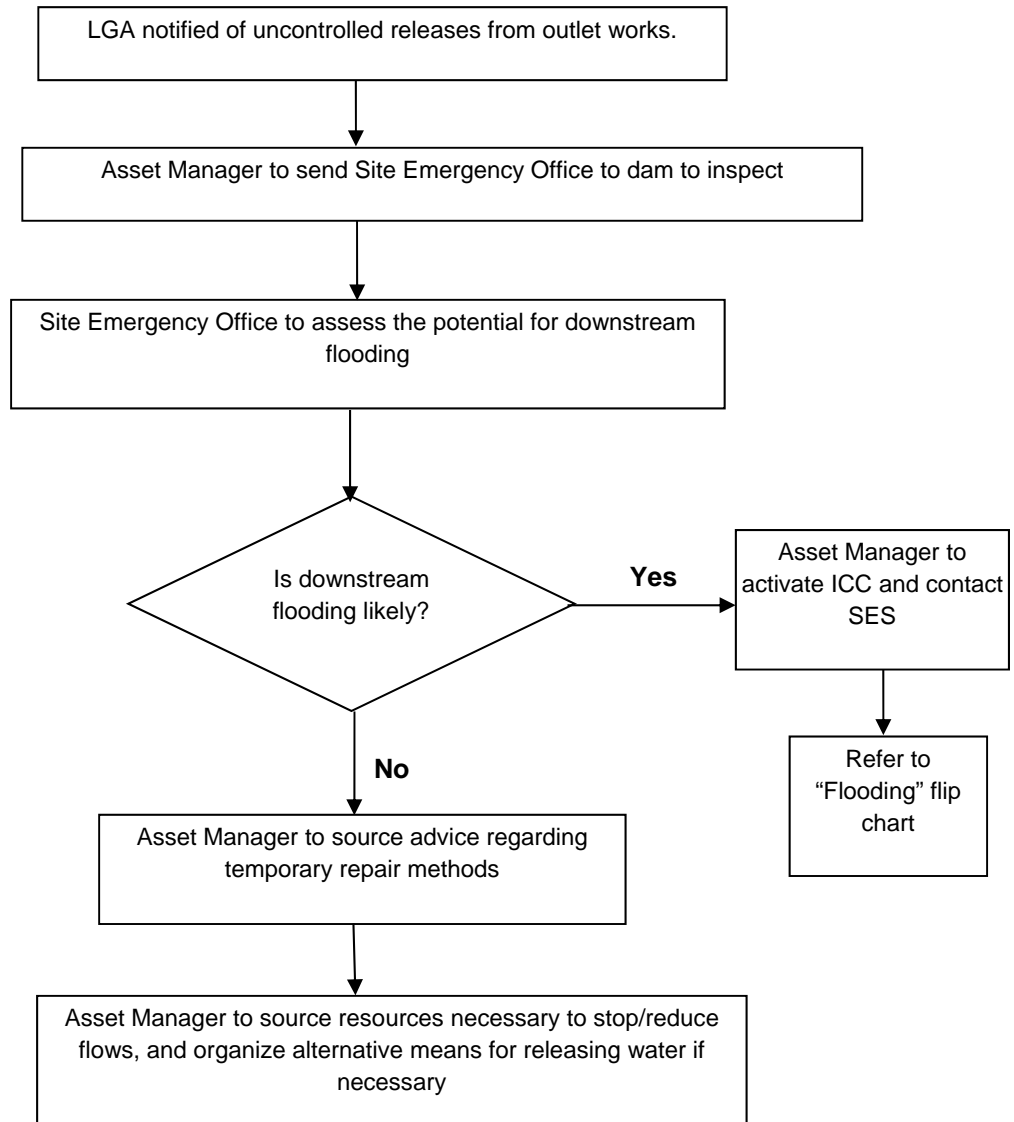 LGA notified of uncontrolled releases from outlet works.
Asset Manager to send Site Emergency Office to dam to inspect
Site Emergency Office to assess the potential for downstream
flooding
Is downstream
flooding likely?
Yes
Asset Manager to
activate ICC and contact
SES
Refer to
“Flooding” flip
chart
No
Asset Manager to source advice regarding
temporary repair methods
Asset Manager to source resources necessary to stop/reduce
flows, and organize alternative means for releasing water if
necessary